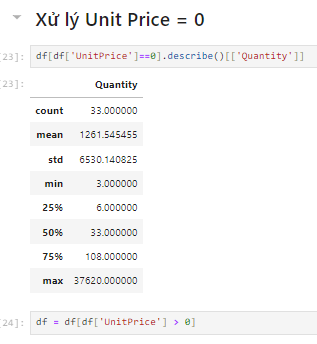 Xử lý Unit Price = 0
[23]: df[df['UnitPrice']==0].describe()[['Quantity']]
[23]:
Quantity
count 33.000000
mean 1261.545455
std 6530.140825
min 3.000000
25% 6.000000
50% 33.000000
75% 108.000000
max 37620.000000
[24]: df = df[df['UnitPrice'] > 0]